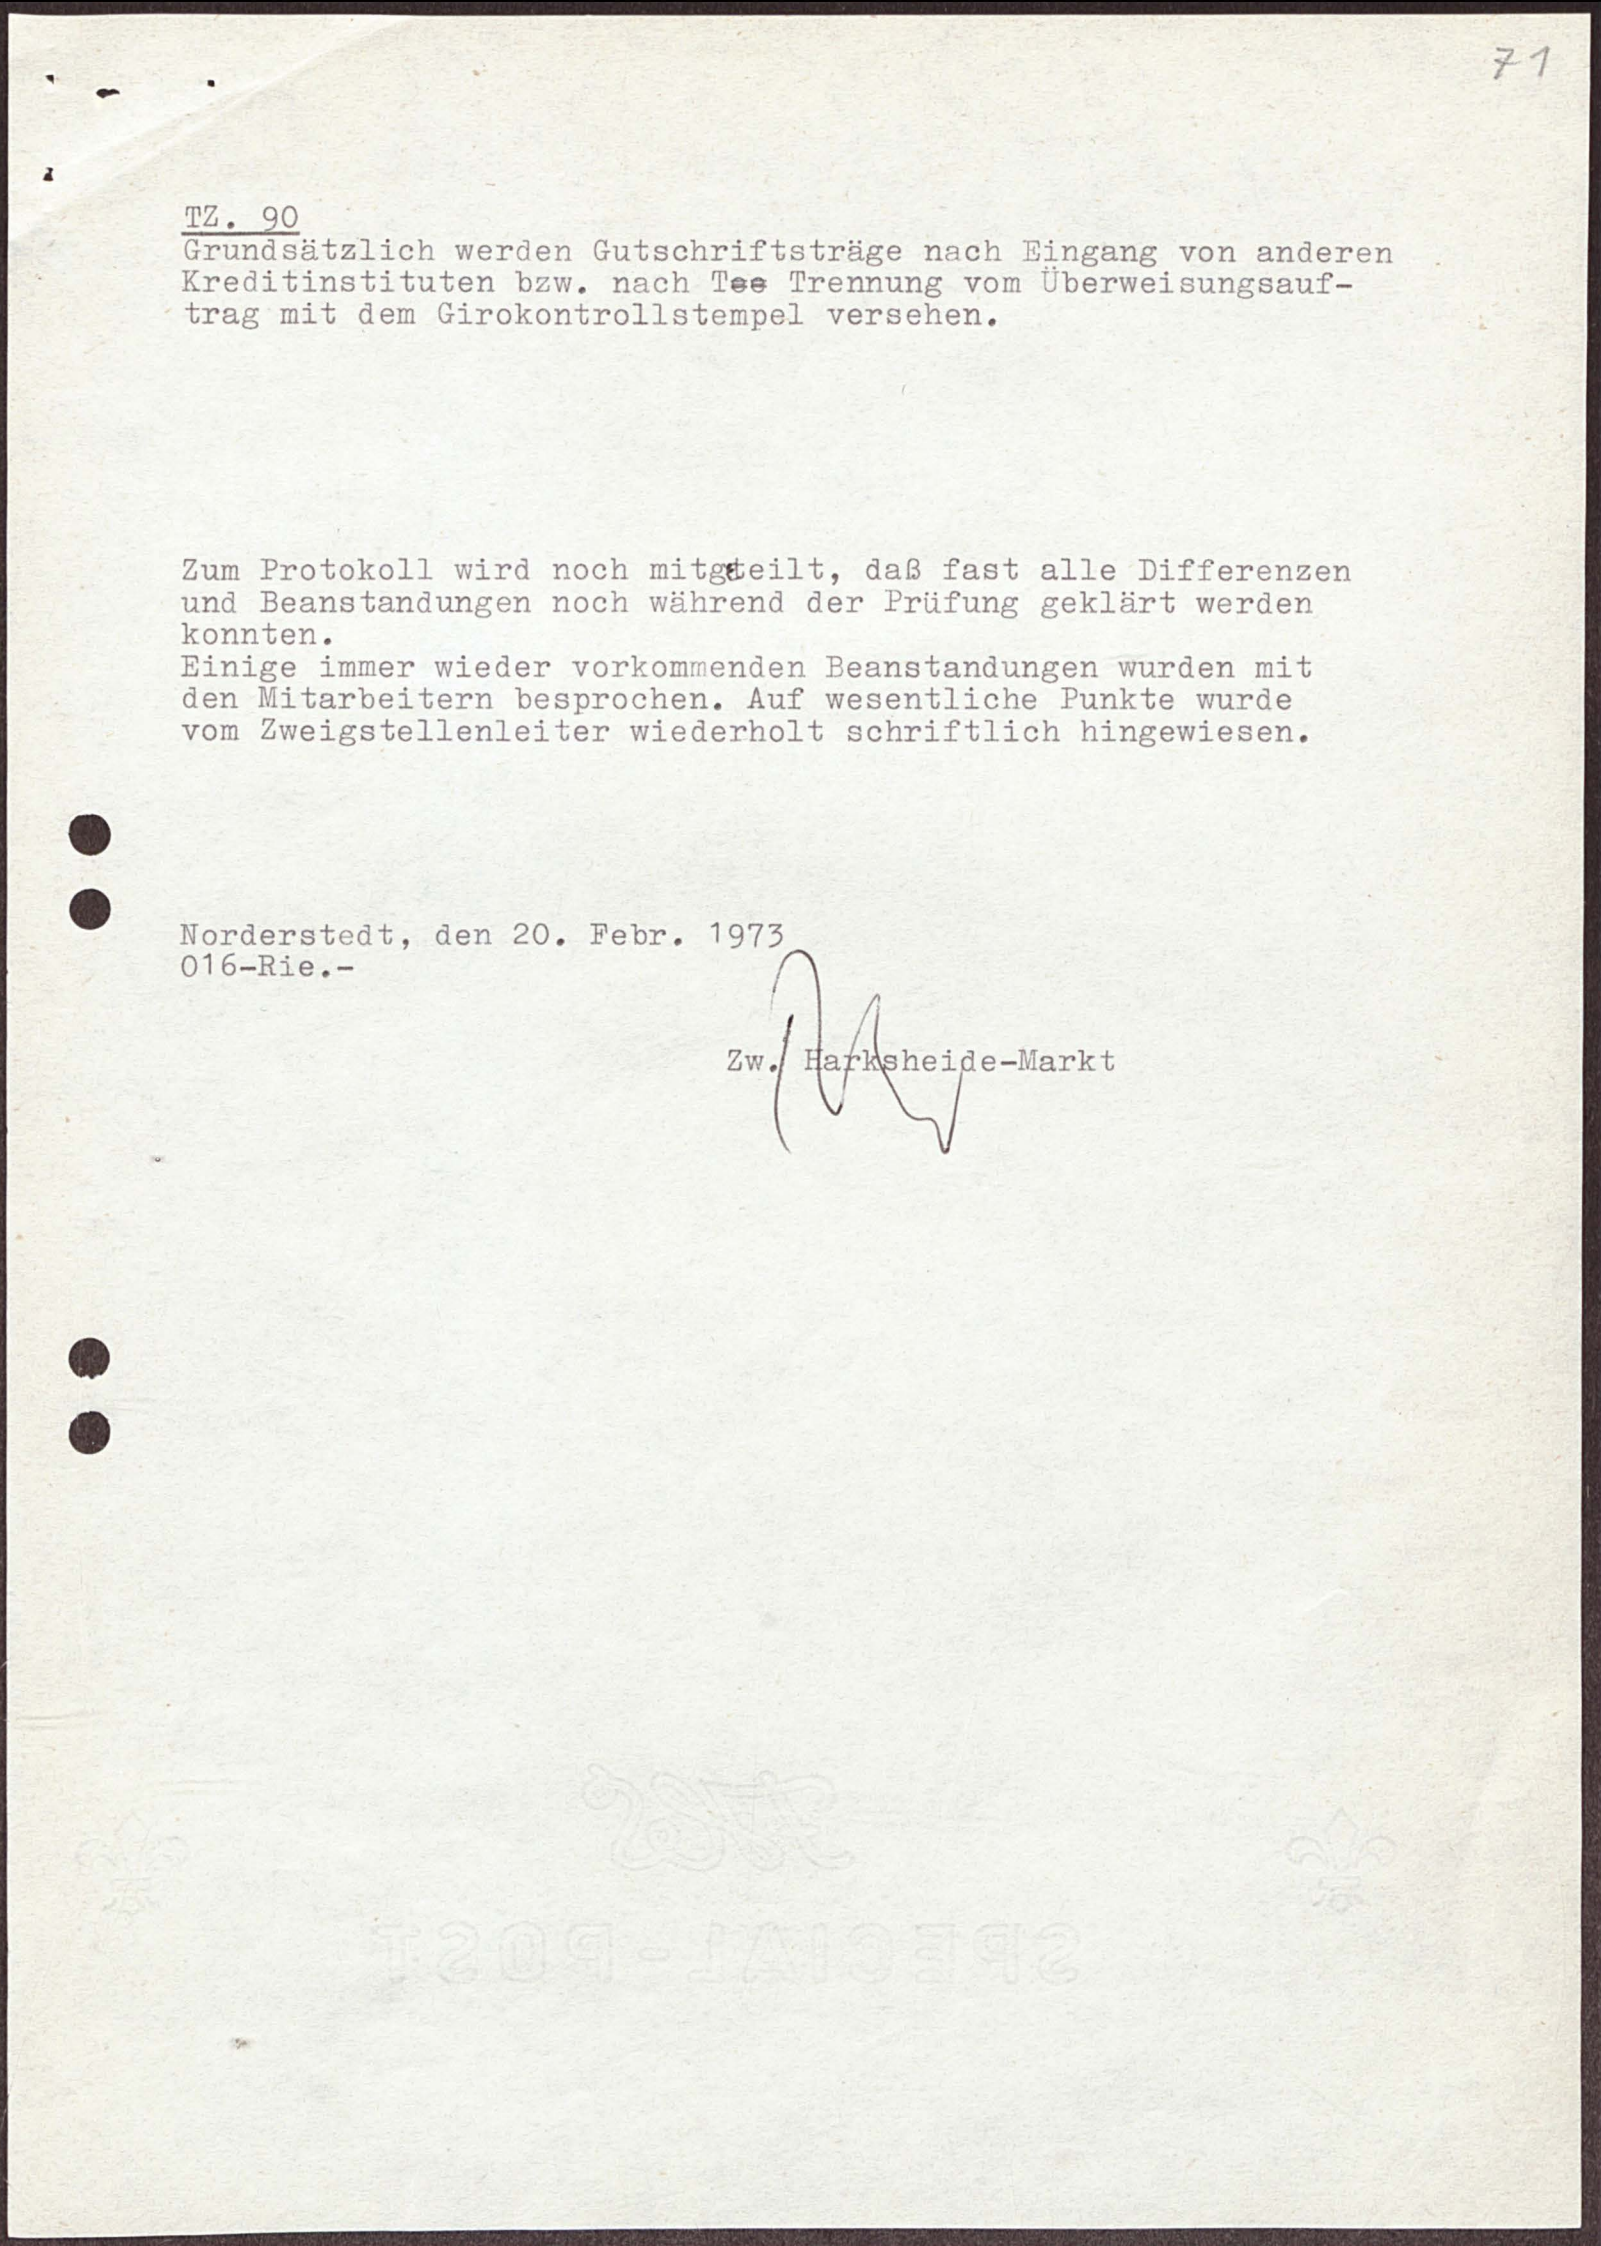 71
TZ. 90
Grundsätzlich werden Gutschriftsträge nach Eingang von anderen
Kreditinstituten bzw. nach Tee Trennung vom Überweisungsauf-
trag mit dem Girokontrollstempel versehen.
Zum Protokoll wird noch mitgeteilt, daß fast alle Differenzen
und Beanstandungen noch während der Prüfung geklärt werden
konnten.
Einige immer wieder vorkommenden Beanstandungen wurden mit
den Mitarbeitern besprochen. Auf wesentliche Punkte wurde
vom Zweigstellenleiter wiederholt schriftlich hingewiesen.
Norderstedt, den 20. Febr. 1973
016-Rie.-
Zw. Harksheide-Markt
SPECIAL-POST